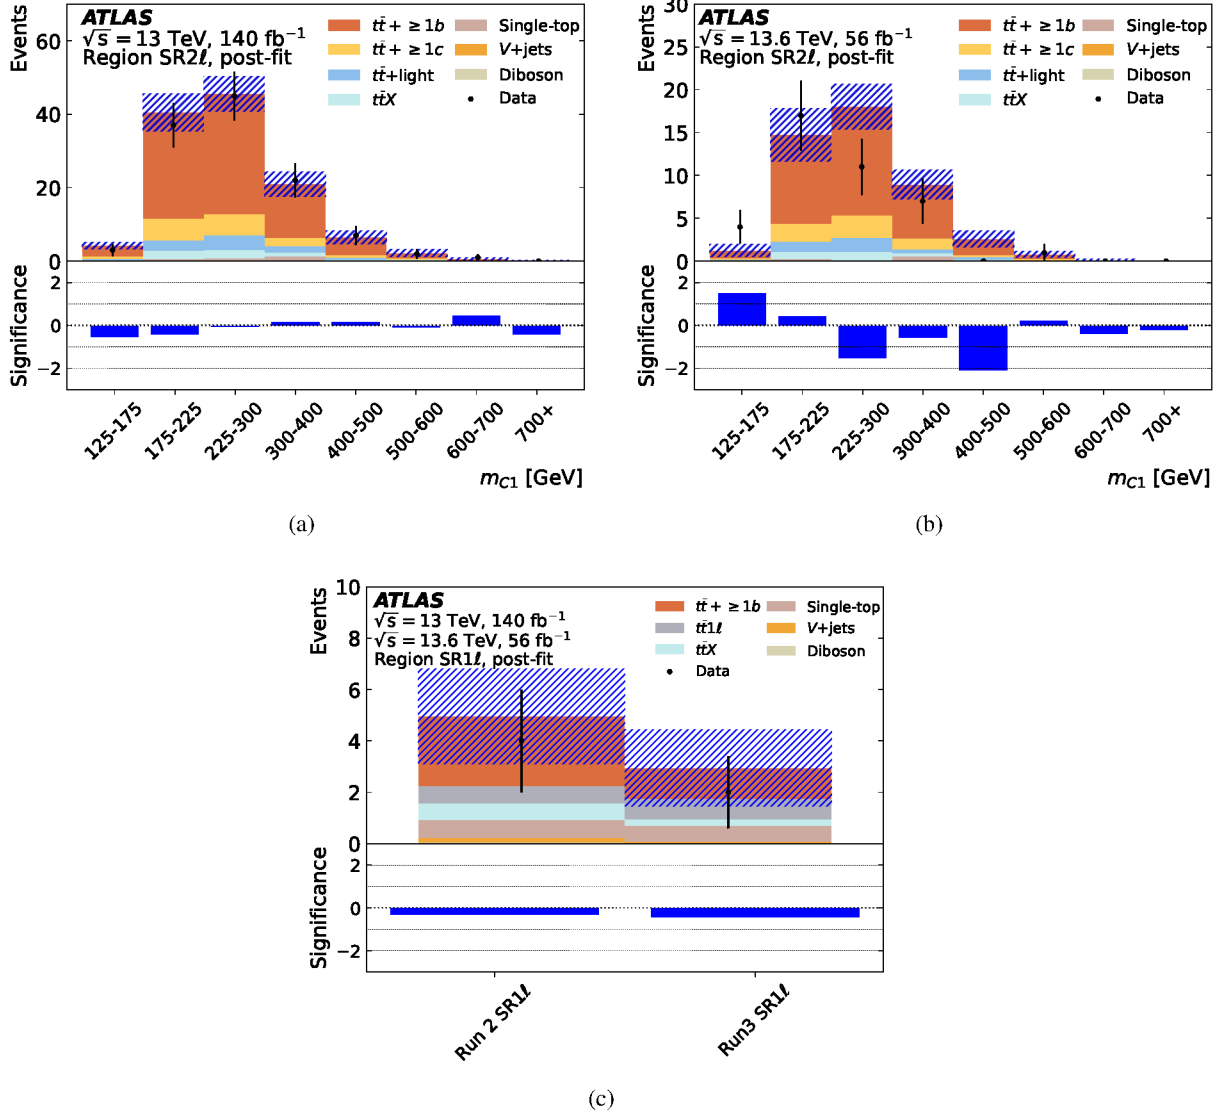 ATLAS
√s = 13 TeV, 140 fb⁻¹
Region SR2ℓ, post-fit
tt̄ + ≥1b
tt̄ + ≥1c
tt̄+light
tt̄X
Single-top
V+jets
Diboson
Data
Events
60
40
20
0
Significance
2
0
−2
125-175
175-225
225-300
300-400
400-500
500-600
600-700
700+
m_C1 [GeV]
(a)
ATLAS
√s = 13.6 TeV, 56 fb⁻¹
Region SR2ℓ, post-fit
tt̄ + ≥1b
tt̄ + ≥1c
tt̄+light
tt̄X
Single-top
V+jets
Diboson
Data
Events
30
25
20
15
10
5
0
Significance
2
0
−2
125-175
175-225
225-300
300-400
400-500
500-600
600-700
700+
m_C1 [GeV]
(b)
ATLAS
√s = 13 TeV, 140 fb⁻¹
√s = 13.6 TeV, 56 fb⁻¹
Region SR1ℓ, post-fit
tt̄ + ≥1b
tt̄1ℓ
tt̄X
Data
Single-top
V+jets
Diboson
Events
10
8
6
4
2
0
Significance
2
0
−2
Run 2 SR1ℓ
Run3 SR1ℓ
(c)